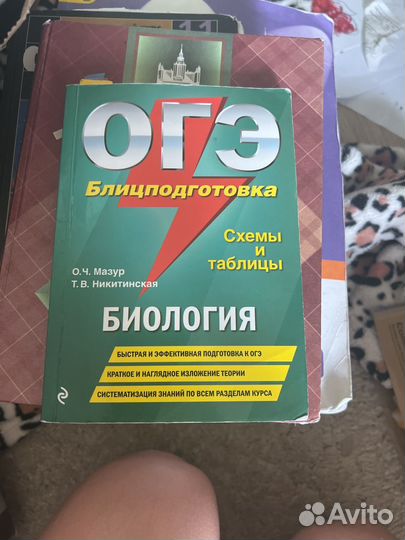 11
ОГЭ
Блицподготовка
Схемы
и
таблицы
О.Ч. Мазур
Т.В. Никитинская
БИОЛОГИЯ
БЫСТРАЯ И ЭФФЕКТИВНАЯ ПОДГОТОВКА К ОГЭ
КРАТКОЕ И НАГЛЯДНОЕ ИЗЛОЖЕНИЕ ТЕОРИИ
СИСТЕМАТИЗАЦИЯ ЗНАНИЙ ПО ВСЕМ РАЗДЕЛАМ КУРСА
Avito